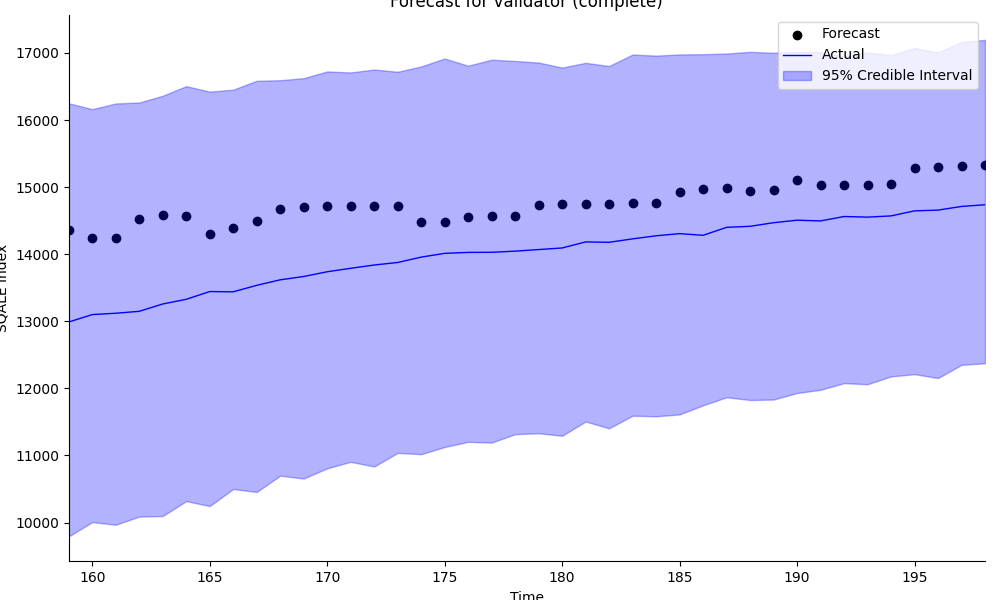 Forecast for validator (complete)
Forecast
Actual
95% Credible Interval
17000
16000
15000
14000
13000
12000
11000
10000
SQALE Index
160
165
170
175
180
185
190
195
Time